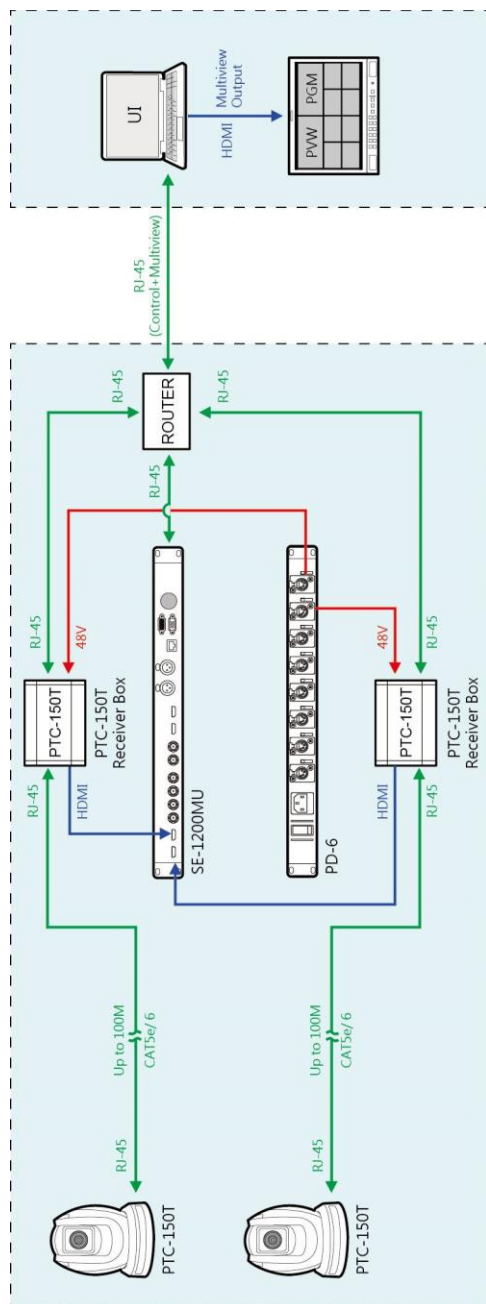 RJ-45
RJ-45
RJ-45
PTC-150T
HDMI
48V
PTC-150T
Receiver Box
UI
Up to 100M
CAT5e/ 6
RJ-45
PTC-150T
RJ-45
(Control+Multiview)
RJ-45
ROUTER
SE-1200MU
HDMI
Multiview
Output
RJ-45
PVW
PGM
Up to 100M
CAT5e/ 6
RJ-45
PTC-150T
PD-6
HDMI
48V
PTC-150T
PTC-150T
Receiver Box
RJ-45
RJ-45